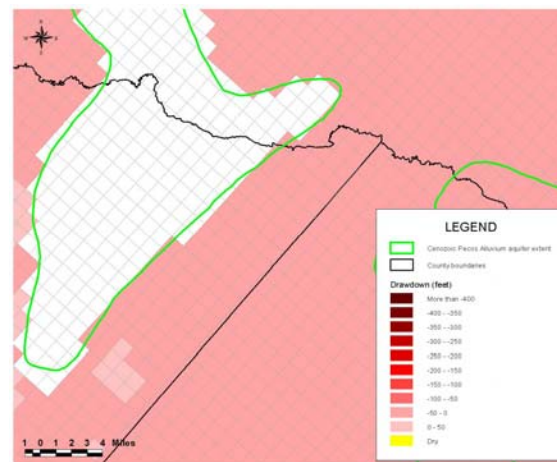 N
W
E
S
LEGEND
Cenozoic Pecos Alluvium aquifer extent
County boundaries
Drawdown (feet)
More than -400
-400 - -350
-350 - -300
-300 - -250
-250 - -200
-200 - -150
-150 - -100
-100 - -50
-50 - 0
0 - 50
Dry
1 0 1 2 3 4 Miles